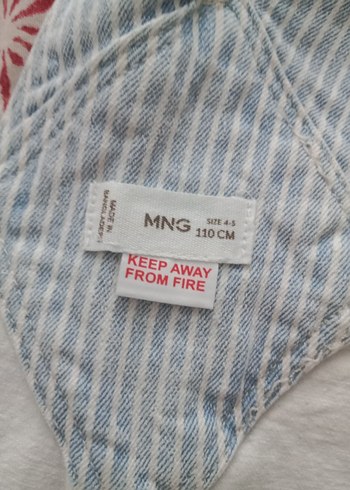 MADE IN
BANGLADESH
MNG
SIZE 4-5
110 CM
KEEP AWAY
FROM FIRE